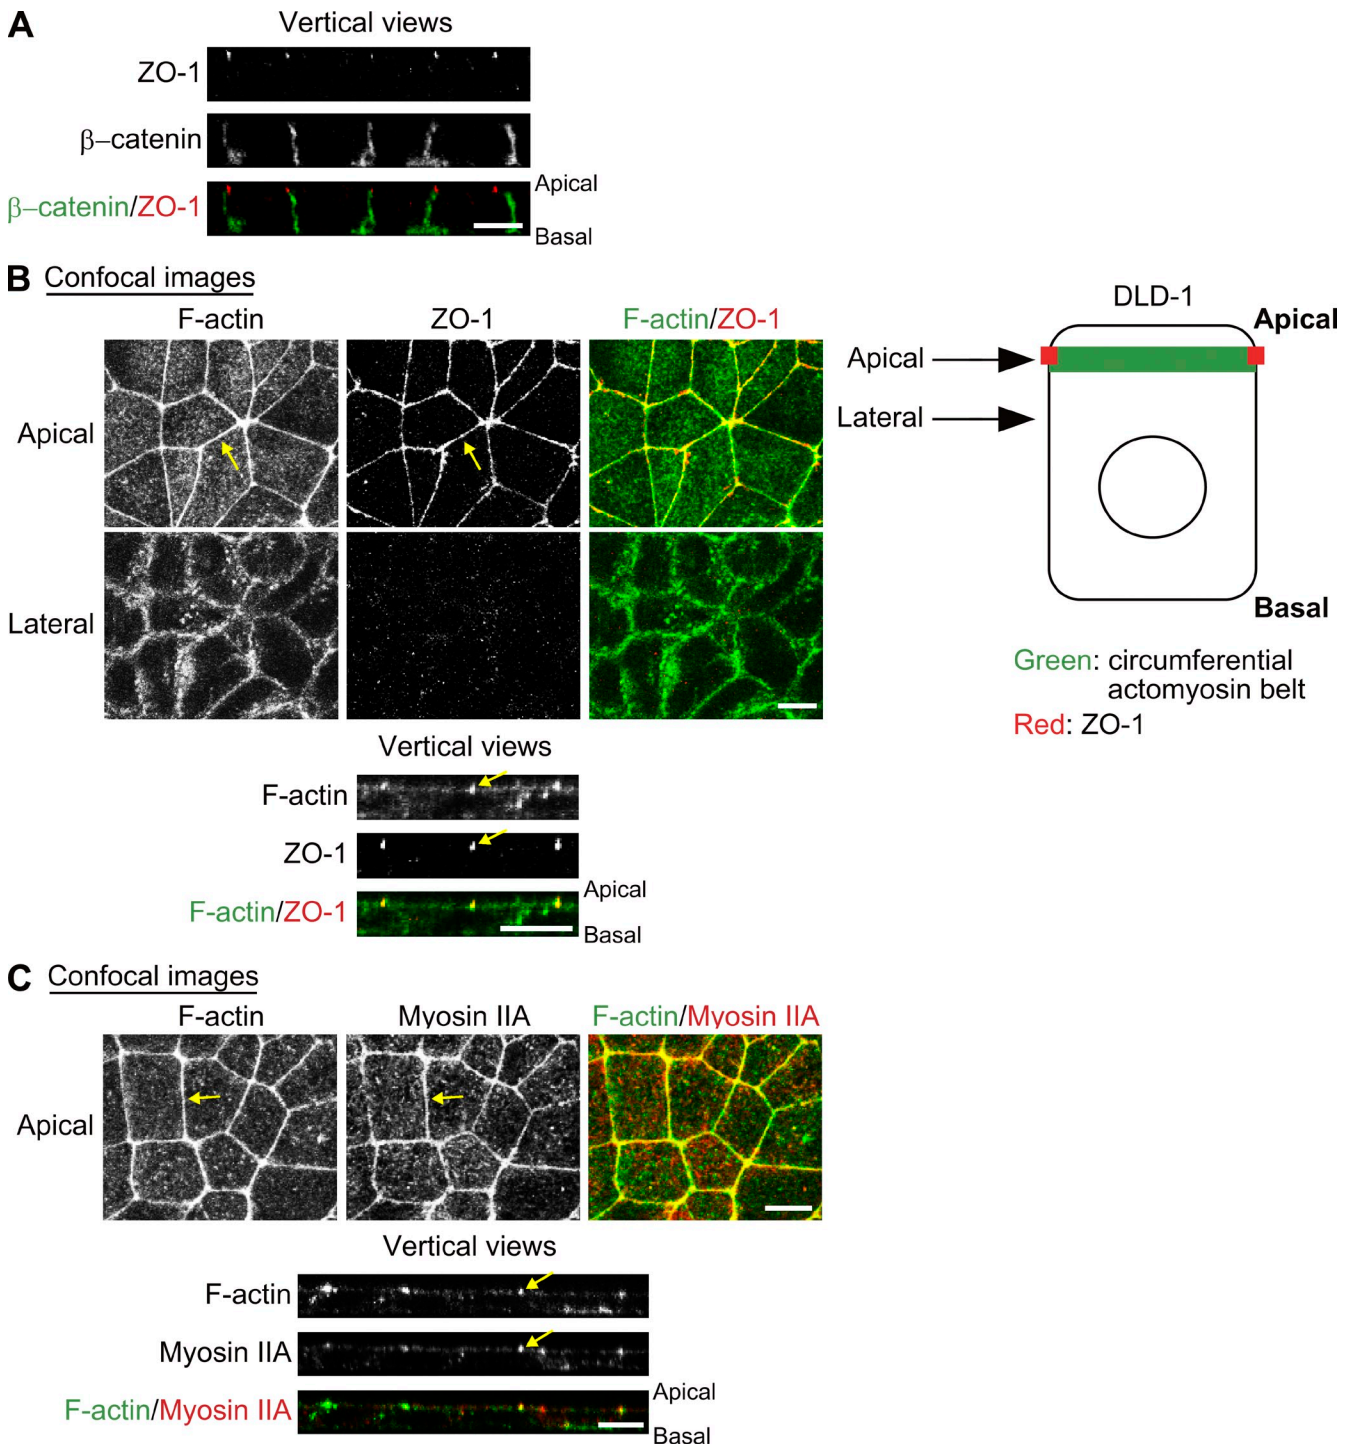 A
Vertical views
ZO-1
β–catenin
β–catenin/ZO-1
Apical
Basal
B Confocal images
F-actin
ZO-1
F-actin/ZO-1
Apical
Lateral
DLD-1
Apical
Apical
Lateral
Basal
Green: circumferential
actomyosin belt
Red: ZO-1
Vertical views
F-actin
ZO-1
F-actin/ZO-1
Apical
Basal
C Confocal images
F-actin
Myosin IIA
F-actin/Myosin IIA
Apical
Vertical views
F-actin
Myosin IIA
F-actin/Myosin IIA
Apical
Basal